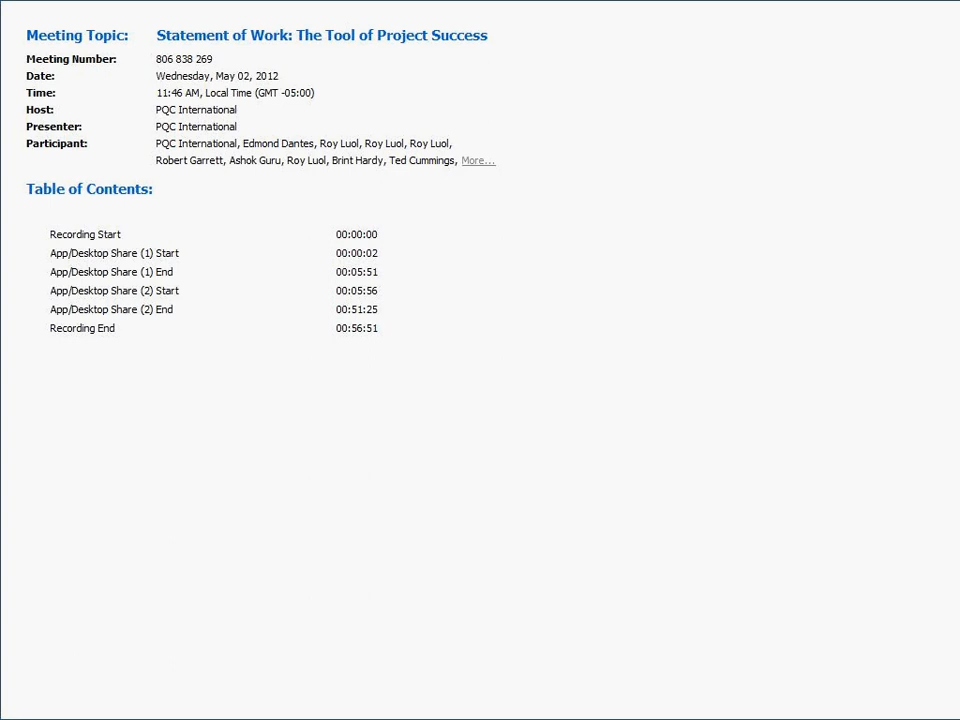 Meeting Topic: Statement of Work: The Tool of Project Success
Meeting Number: 806 838 269
Date: Wednesday, May 02, 2012
Time: 11:46 AM, Local Time (GMT -05:00)
Host: PQC International
Presenter: PQC International
Participant: PQC International, Edmond Dantes, Roy Luol, Roy Luol, Roy Luol,
Robert Garrett, Ashok Guru, Roy Luol, Brint Hardy, Ted Cummings, More...
Table of Contents:
Recording Start 00:00:00
App/Desktop Share (1) Start 00:00:02
App/Desktop Share (1) End 00:05:51
App/Desktop Share (2) Start 00:05:56
App/Desktop Share (2) End 00:51:25
Recording End 00:56:51